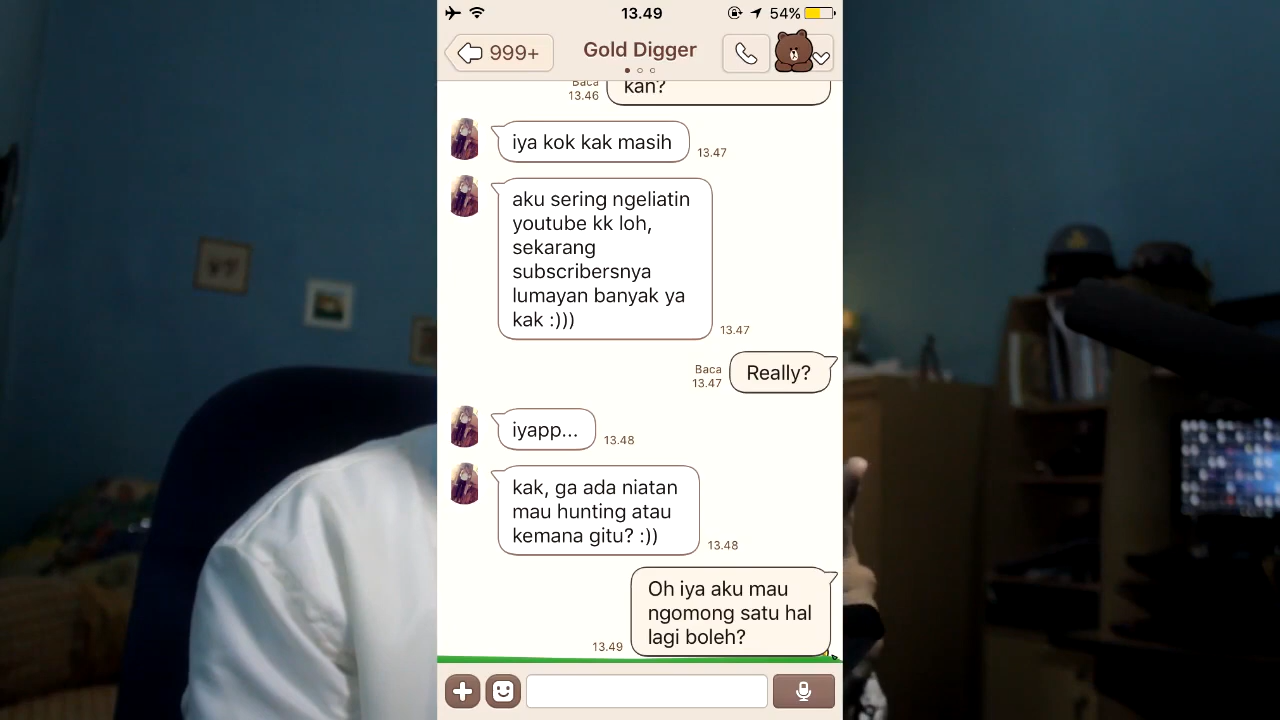 13.49
54%
999+
Gold Digger
Baca
13.46
kan?
iya kok kak masih
13.47
aku sering ngeliatin
youtube kk loh,
sekarang
subscribersnya
lumayan banyak ya
kak :)))
13.47
Baca
13.47
Really?
iyapp...
13.48
kak, ga ada niatan
mau hunting atau
kemana gitu? :))
13.48
Oh iya aku mau
ngomong satu hal
lagi boleh?
13.49